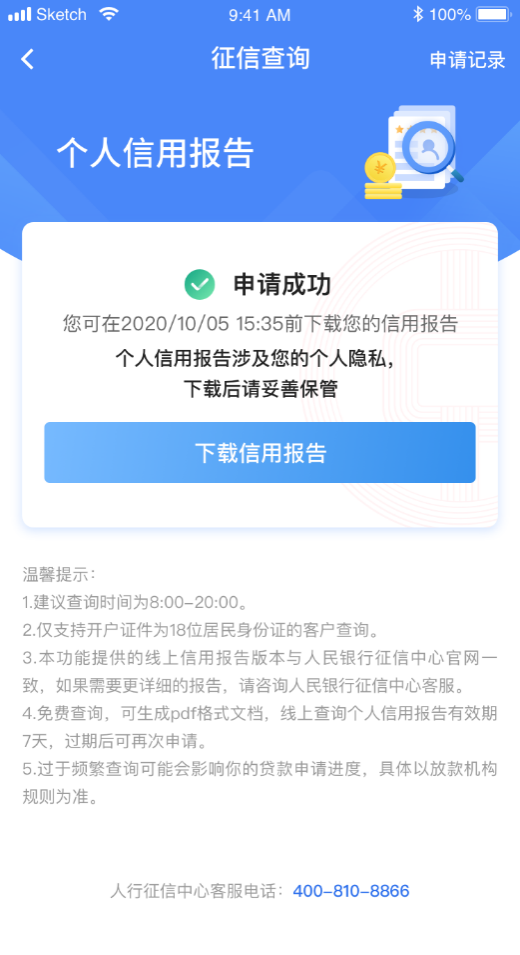 Sketch 9:41 AM 100%
征信查询 申请记录
个人信用报告
申请成功
您可在2020/10/05 15:35前下载您的信用报告
个人信用报告涉及您的个人隐私，
下载后请妥善保管
下载信用报告
温馨提示：
1.建议查询时间为8:00-20:00。
2.仅支持开户证件为18位居民身份证的客户查询。
3.本功能提供的线上信用报告版本与人民银行征信中心官网一
致，如果需要更详细的报告，请咨询人民银行征信中心客服。
4.免费查询，可生成pdf格式文档，线上查询个人信用报告有效期
7天，过期后可再次申请。
5.过于频繁查询可能会影响你的贷款申请进度，具体以放款机构
规则为准。
人行征信中心客服电话：400-810-8866